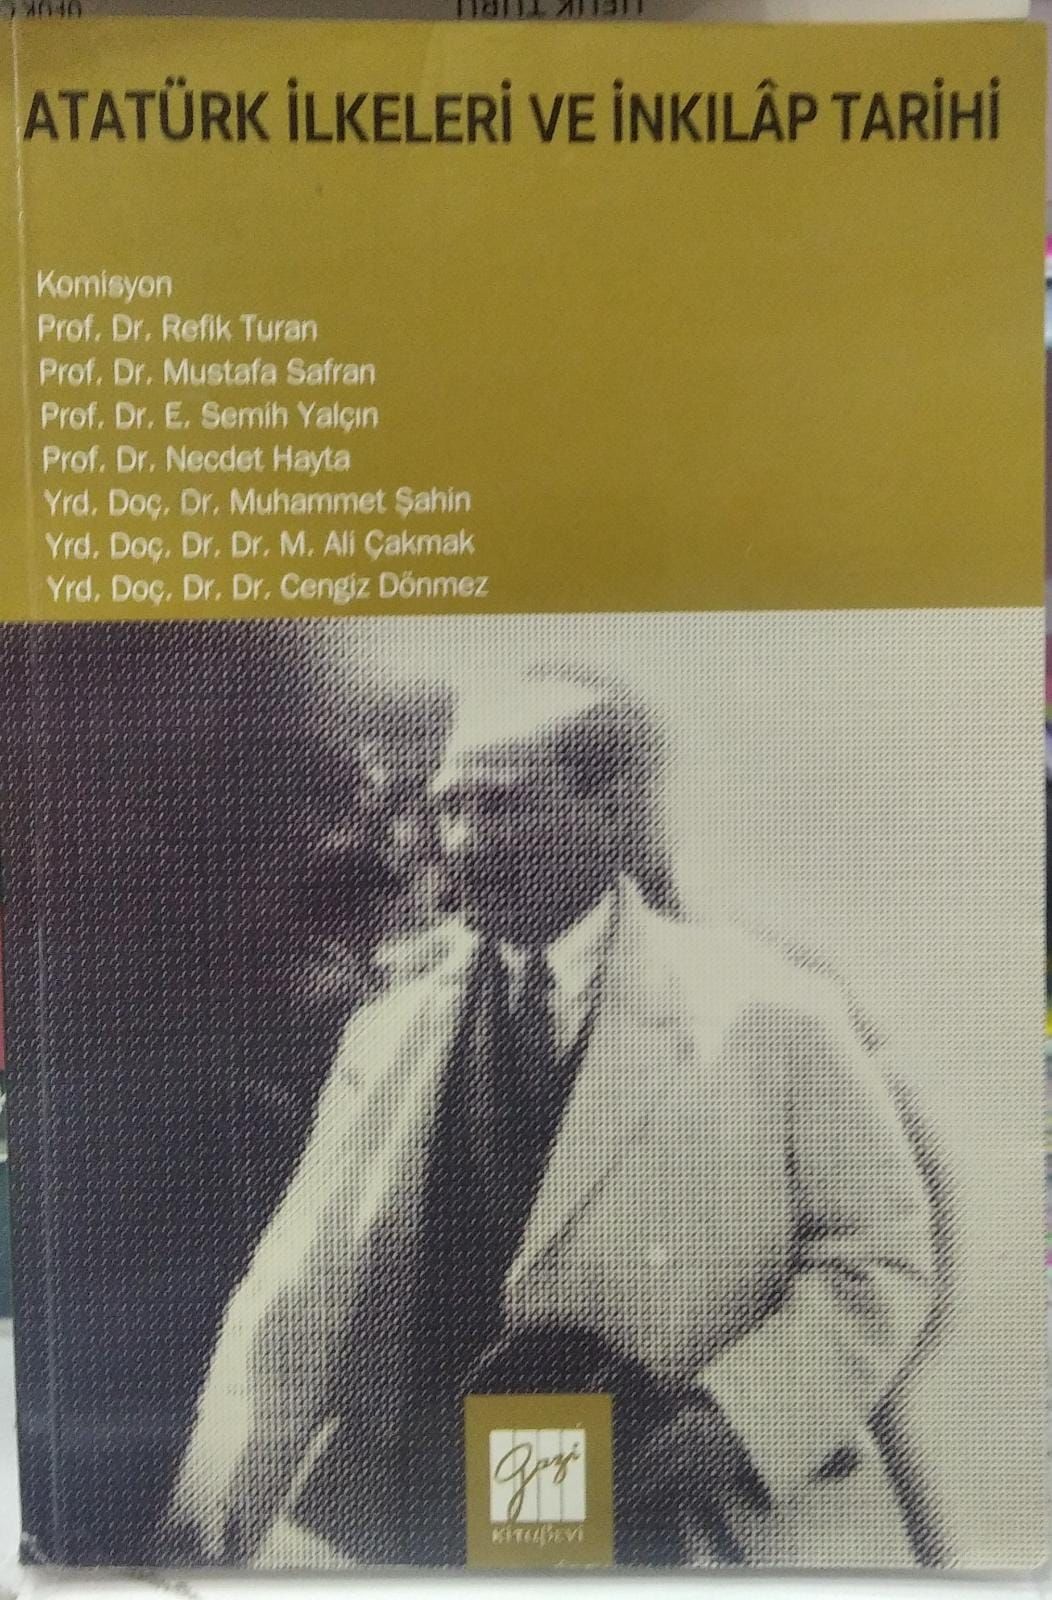 ATATÜRK İLKELERİ VE İNKILÂP TARİHİ
Komisyon
Prof. Dr. Refik Turan
Prof. Dr. Mustafa Safran
Prof. Dr. E. Semih Yalçın
Prof. Dr. Necdet Hayta
Yrd. Doç. Dr. Muhammet Şahin
Yrd. Doç. Dr. Dr. M. Ali Çakmak
Yrd. Doç. Dr. Dr. Cengiz Dönmez
Gazi
KİTABEVİ